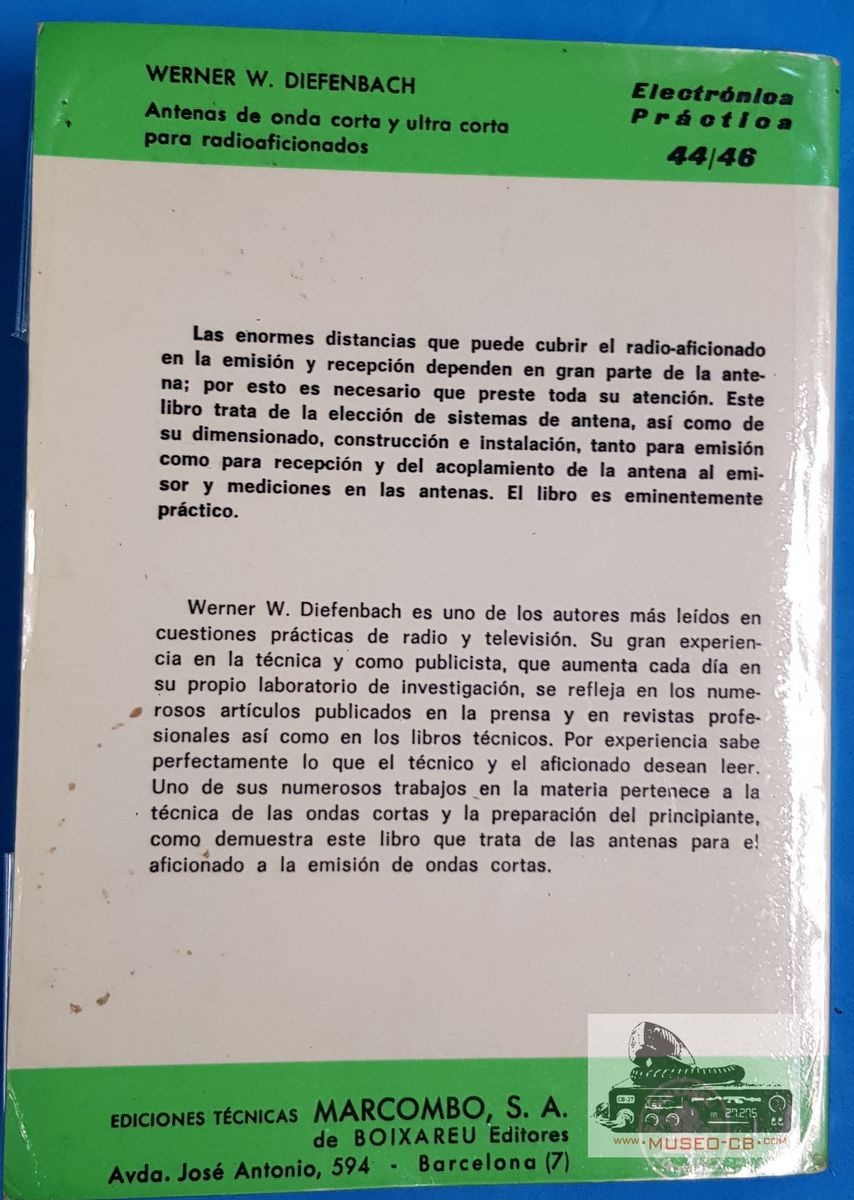 WERNER W. DIEFENBACH
Antenas de onda corta y ultra corta
para radioaficionados
Electrónica
Práctica
44/46
Las enormes distancias que puede cubrir el radio-aficionado
en la emisión y recepción dependen en gran parte de la ante-
na; por esto es necesario que preste toda su atención. Este
libro trata de la elección de sistemas de antena, así como de
su dimensionado, construcción e instalación, tanto para emisión
como para recepción y del acoplamiento de la antena al emi-
sor y mediciones en las antenas. El libro es eminentemente
práctico.
Werner W. Diefenbach es uno de los autores más leídos en
cuestiones prácticas de radio y televisión. Su gran experien-
cia en la técnica y como publicista, que aumenta cada día en
su propio laboratorio de investigación, se refleja en los nume-
rosos artículos publicados en la prensa y en revistas profe-
sionales así como en los libros técnicos. Por experiencia sabe
perfectamente lo que el técnico y el aficionado desean leer.
Uno de sus numerosos trabajos en la materia pertenece a la
técnica de las ondas cortas y la preparación del principiante,
como demuestra este libro que trata de las antenas para el
aficionado a la emisión de ondas cortas.
EDICIONES TÉCNICAS MARCOMBO, S. A.
de BOIXAREU Editores
Avda. José Antonio, 594 - Barcelona (7)
CB-27
27.275
www.MUSEO-CB.com